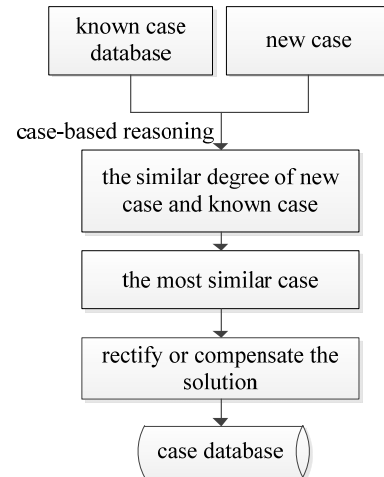 known case
database
new case
case-based reasoning
the similar degree of new
case and known case
the most similar case
rectify or compensate the
solution
case database